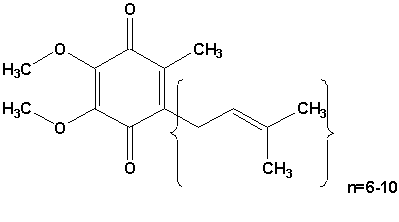 O
H3C O CH3
H3C O CH3
O CH3
n=6-10